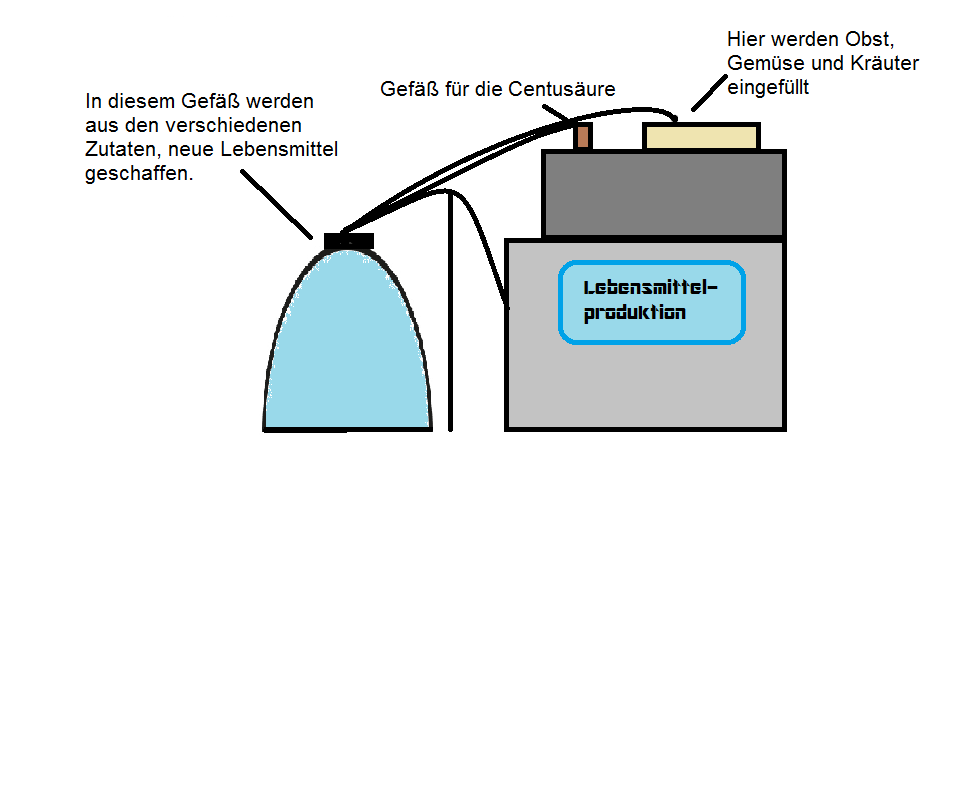 In diesem Gefäß werden
aus den verschiedenen
Zutaten, neue Lebensmittel
geschaffen.
Gefäß für die Centusäure
Hier werden Obst,
Gemüse und Kräuter
eingefüllt
Lebensmittel-
produktion